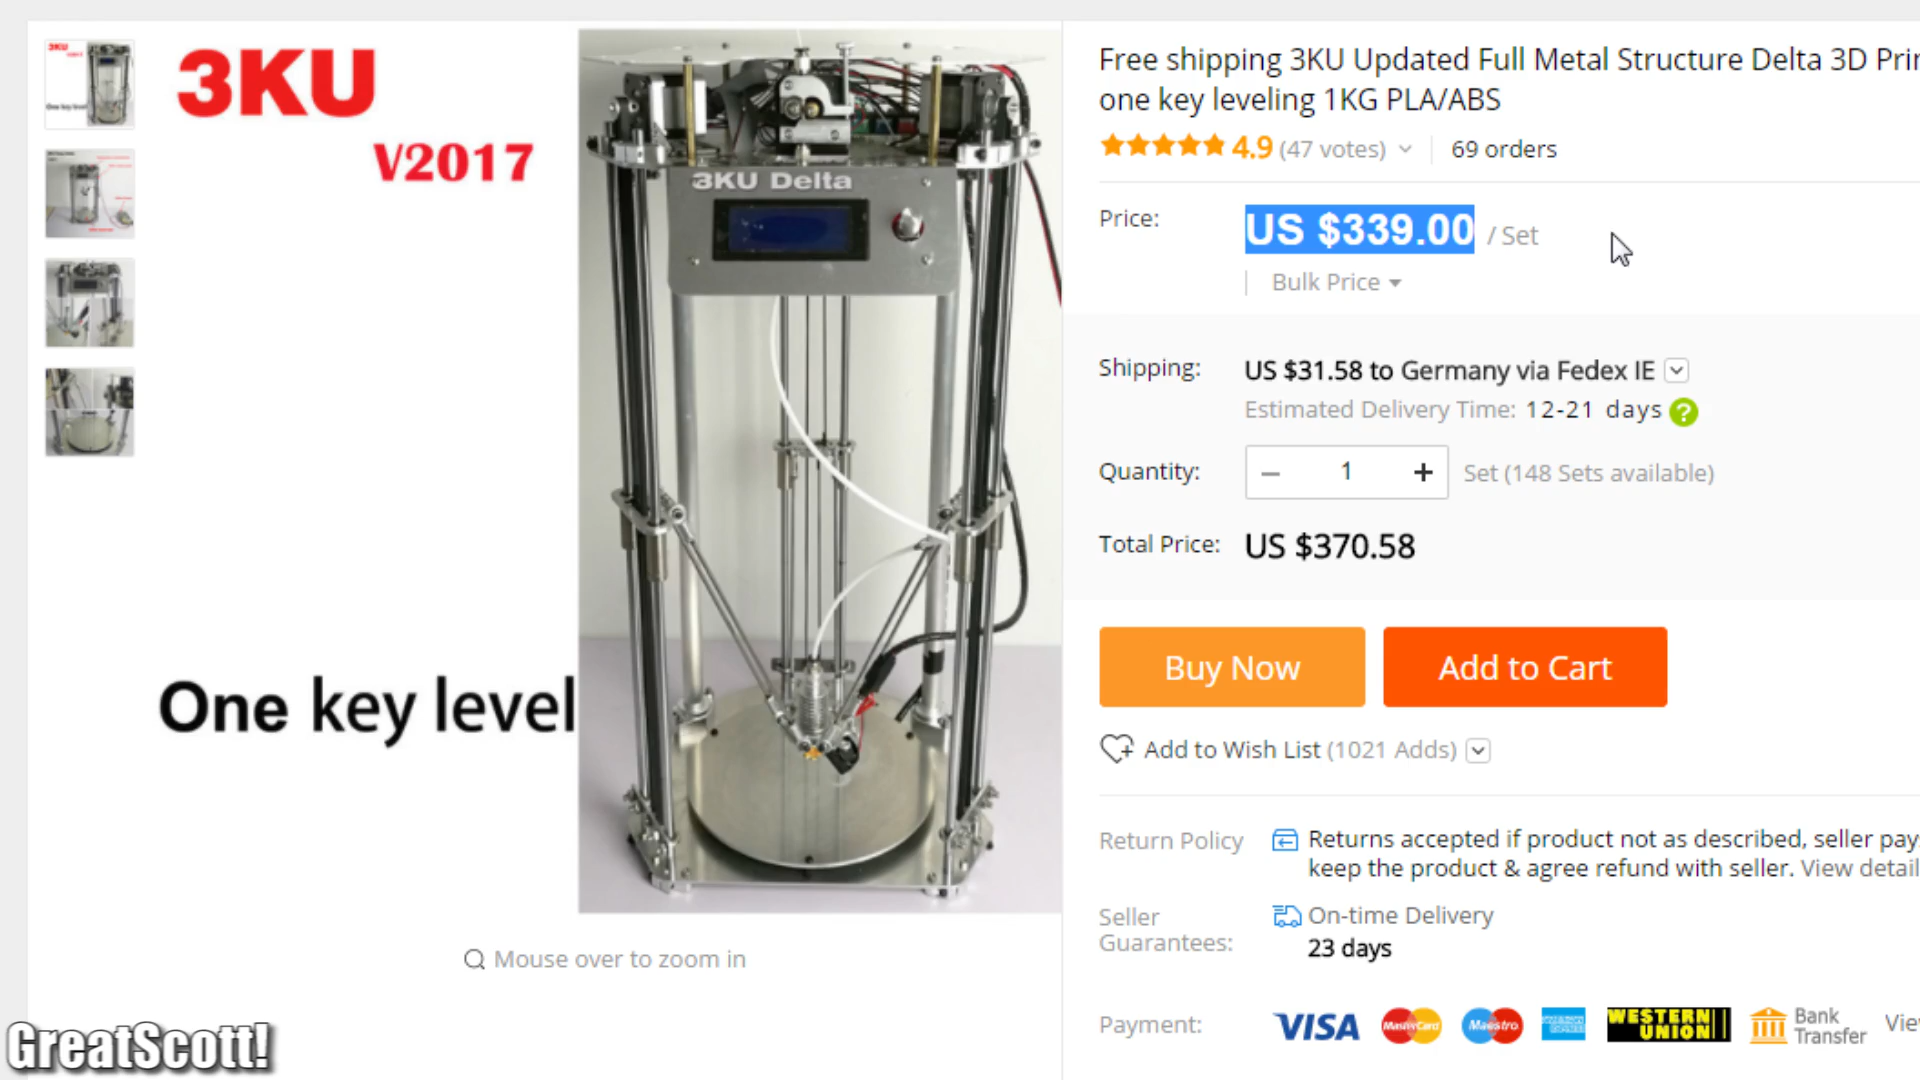 3KU
V2017
One key level
3KU Delta
Mouse over to zoom in
GreatScott!
Free shipping 3KU Updated Full Metal Structure Delta 3D Prin
one key leveling 1KG PLA/ABS
4.9 (47 votes) 69 orders
Price: US $339.00 / Set
Bulk Price
Shipping: US $31.58 to Germany via Fedex IE
Estimated Delivery Time: 12-21 days ?
Quantity: − 1 + Set (148 Sets available)
Total Price: US $370.58
Buy Now Add to Cart
Add to Wish List (1021 Adds)
Return Policy Returns accepted if product not as described, seller pays
keep the product & agree refund with seller. View detail
Seller Guarantees: On-time Delivery
23 days
Payment: VISA MasterCard Maestro WESTERN UNION Bank Transfer Vie